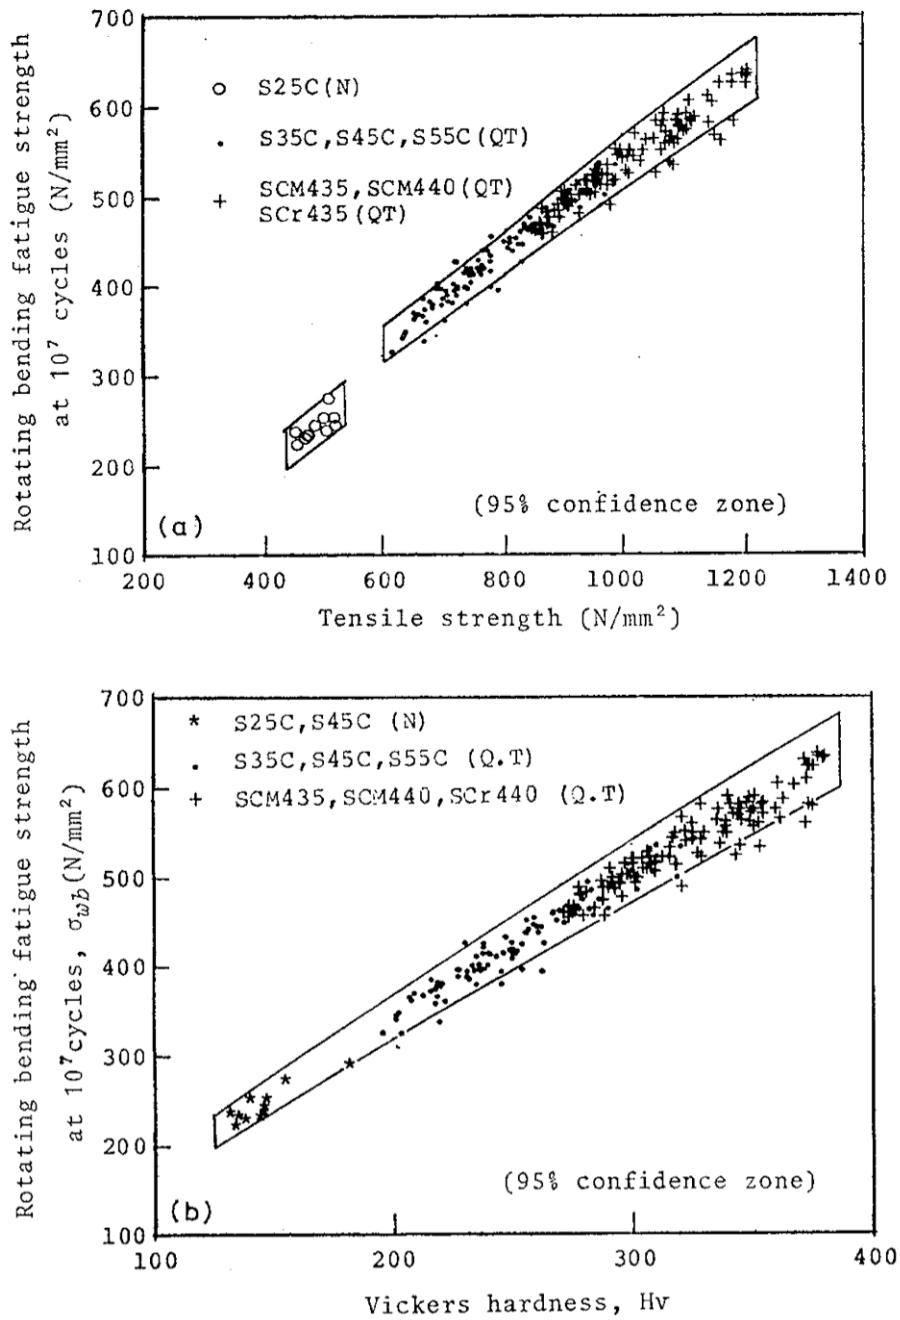 Rotating bending fatigue strength
at 10⁷ cycles (N/mm²)
700
600
500
400
300
200
100
○ S25C(N)
• S35C,S45C,S55C(QT)
+ SCM435,SCM440(QT)
SCr435(QT)
(95% confidence zone)
(a)
200 400 600 800 1000 1200 1400
Tensile strength (N/mm²)
Rotating bending fatigue strength
at 10⁷cycles, σwb(N/mm²)
700
600
500
400
300
200
100
* S25C,S45C (N)
• S35C,S45C,S55C (Q.T)
+ SCM435,SCM440,SCr440 (Q.T)
(95% confidence zone)
(b)
100 200 300 400
Vickers hardness, Hv